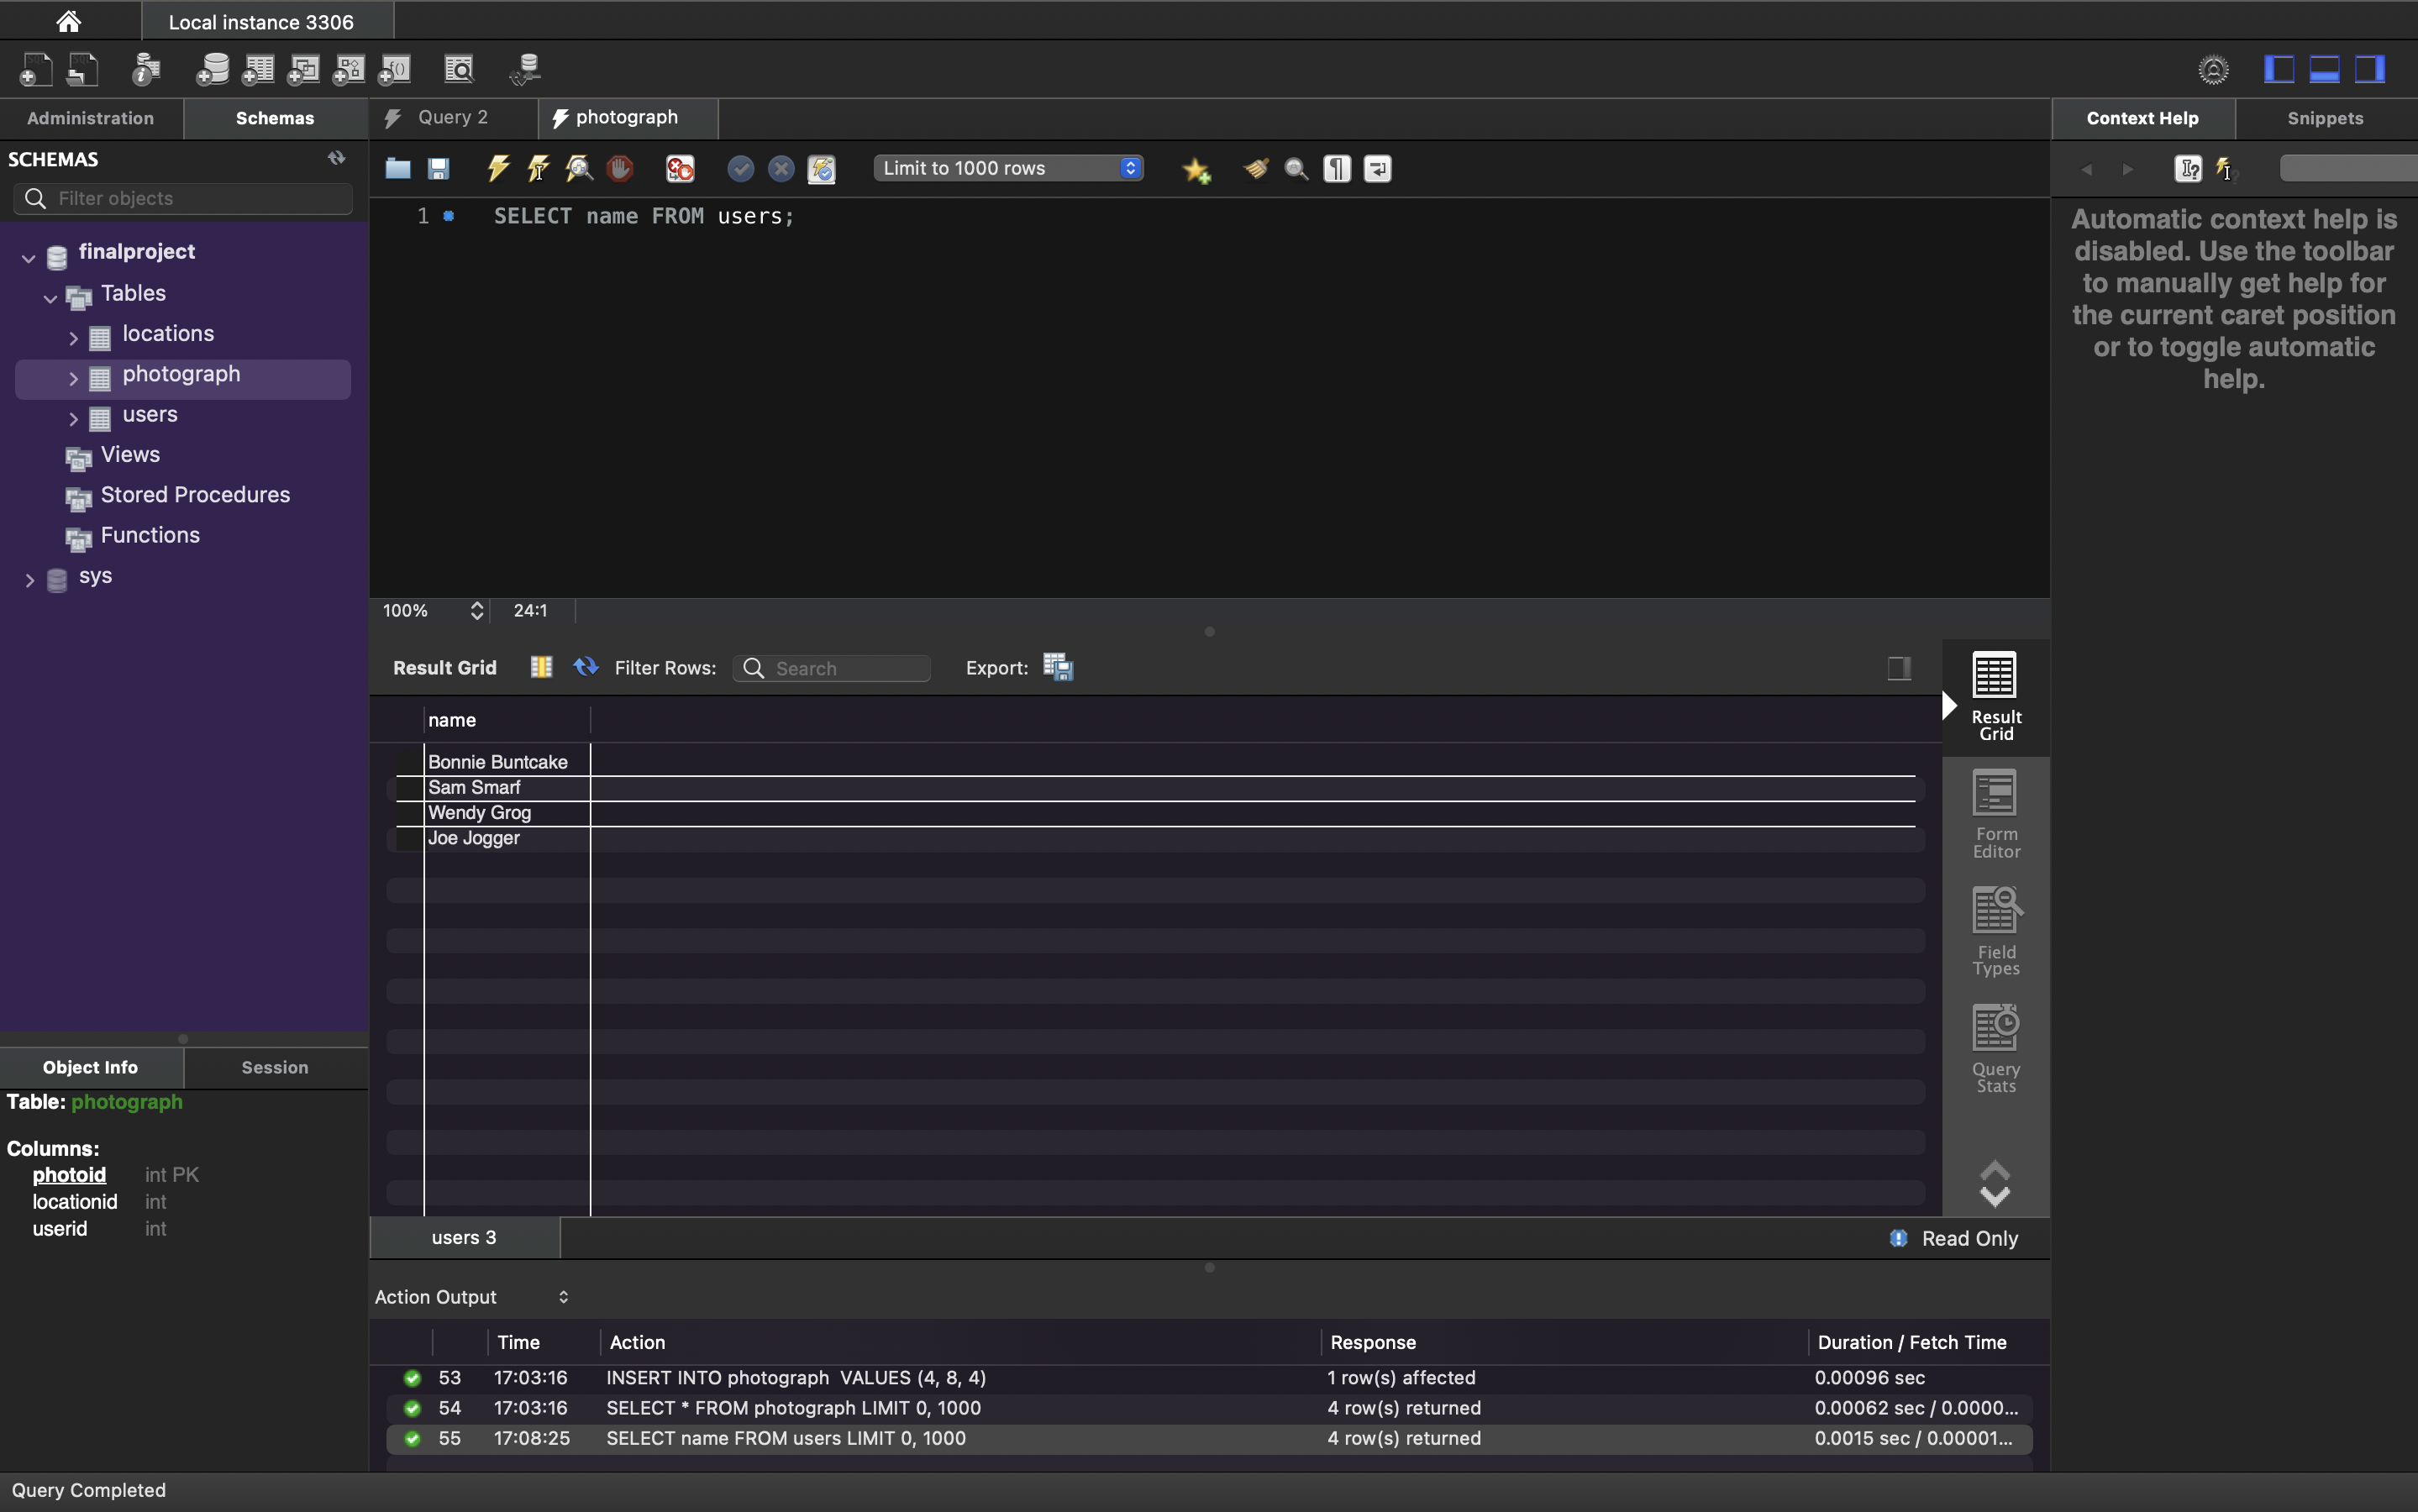 Local instance 3306
Administration
Schemas
Query 2
photograph
Context Help
Snippets
SCHEMAS
Filter objects
Limit to 1000 rows
1
SELECT name FROM users;
Automatic context help is
disabled. Use the toolbar
to manually get help for
the current caret position
or to toggle automatic
help.
finalproject
Tables
locations
photograph
users
Views
Stored Procedures
Functions
sys
100%
24:1
Result Grid
Filter Rows:
Search
Export:
name
Bonnie Buntcake
Sam Smarf
Wendy Grog
Joe Jogger
Result
Grid
Form
Editor
Field
Types
Query
Stats
Object Info
Session
Table: photograph
Columns:
photoid int PK
locationid int
userid int
users 3
Read Only
Action Output
Time Action Response Duration / Fetch Time
53 17:03:16 INSERT INTO photograph VALUES (4, 8, 4) 1 row(s) affected 0.00096 sec
54 17:03:16 SELECT * FROM photograph LIMIT 0, 1000 4 row(s) returned 0.00062 sec / 0.0000...
55 17:08:25 SELECT name FROM users LIMIT 0, 1000 4 row(s) returned 0.0015 sec / 0.00001...
Query Completed